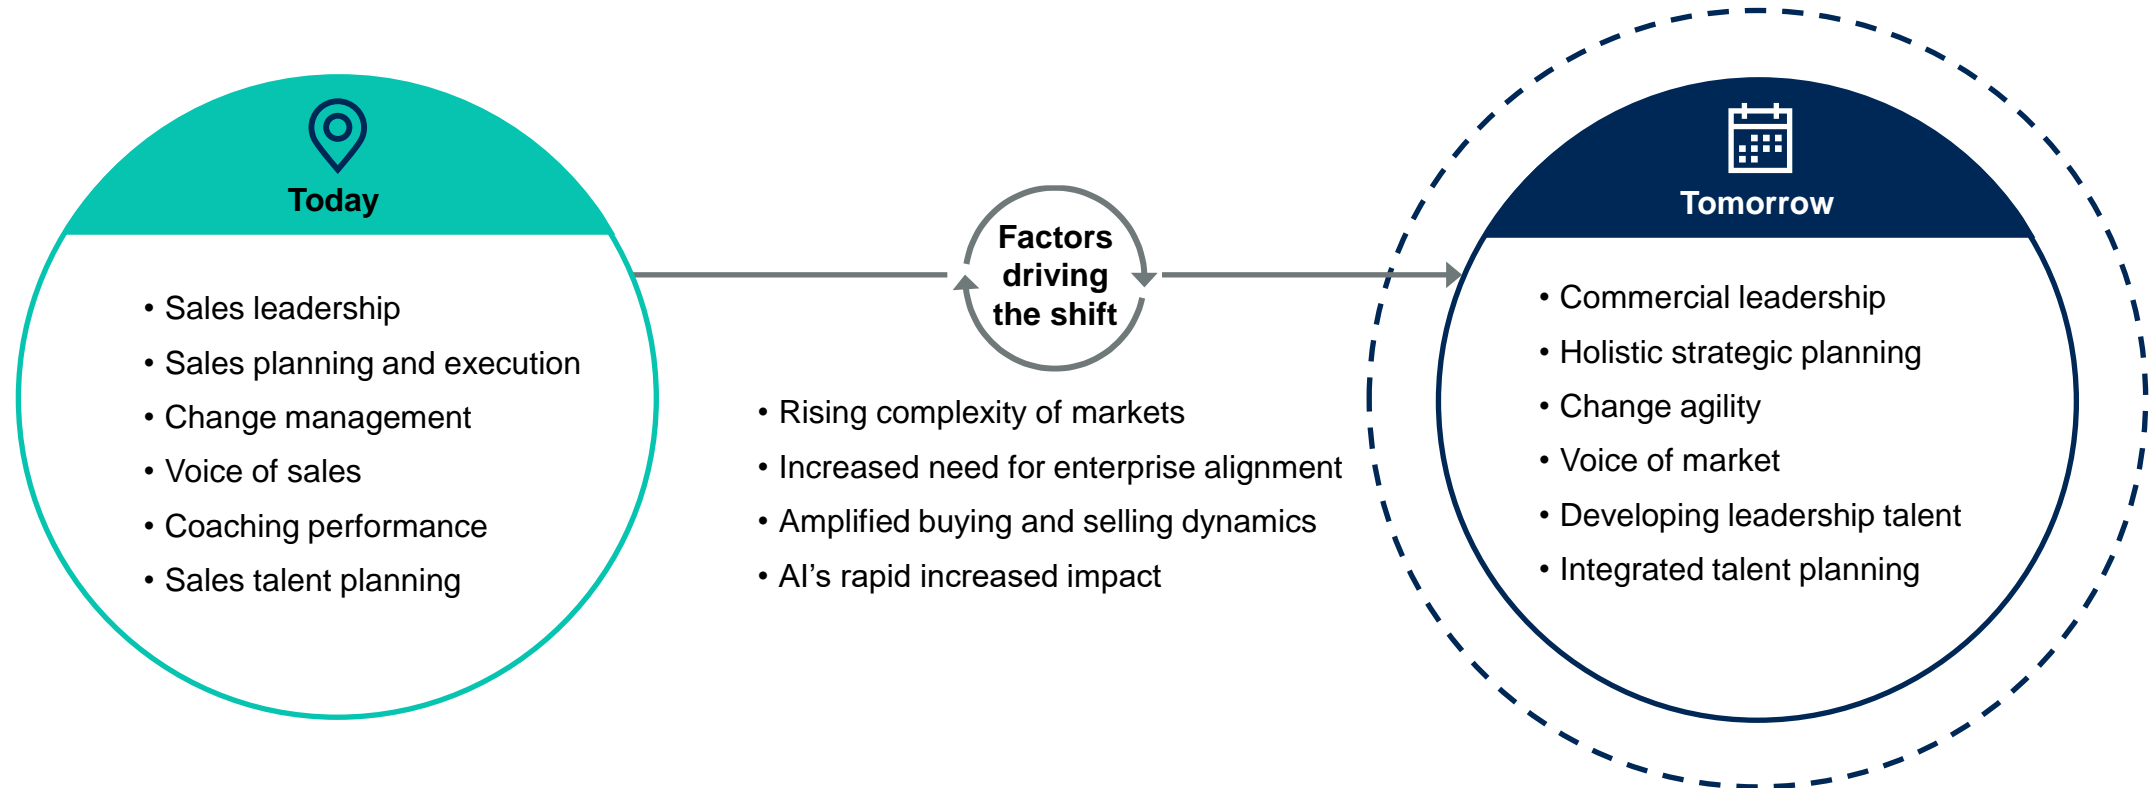 Today
• Sales leadership
• Sales planning and execution
• Change management
• Voice of sales
• Coaching performance
• Sales talent planning
Factors
driving
the shift
• Rising complexity of markets
• Increased need for enterprise alignment
• Amplified buying and selling dynamics
• AI’s rapid increased impact
Tomorrow
• Commercial leadership
• Holistic strategic planning
• Change agility
• Voice of market
• Developing leadership talent
• Integrated talent planning